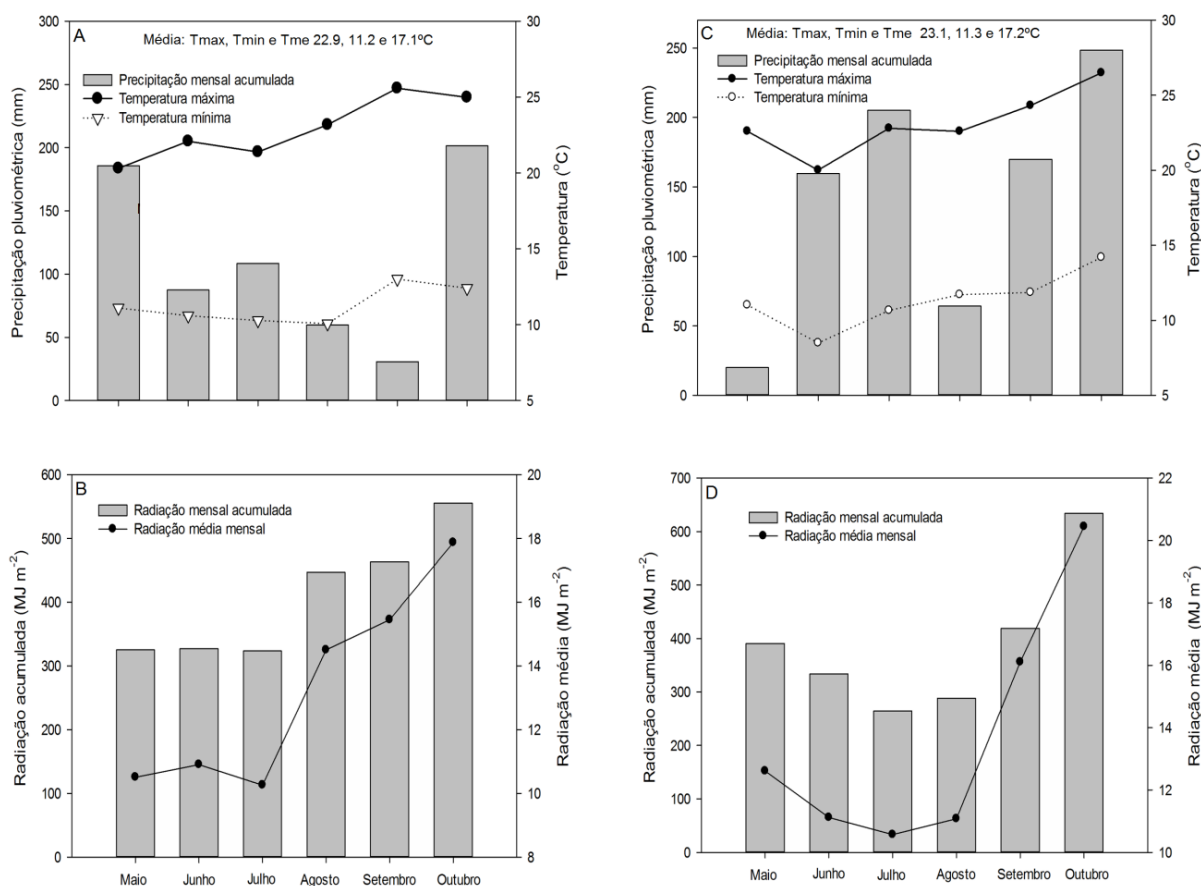 A
Média: Tmax, Tmin e Tme 22.9, 11.2 e 17.1ºC
Precipitação mensal acumulada
Temperatura máxima
Temperatura mínima
Precipitação pluviométrica (mm)
300
250
200
150
100
50
0
Temperatura (°C)
30
25
20
15
10
5
C
Média: Tmax, Tmin e Tme 23.1, 11.3 e 17.2ºC
Precipitação mensal acumulada
Temperatura máxima
Temperatura mínima
Precipitação pluviométrica (mm)
250
200
150
100
50
0
Temperatura (°C)
30
25
20
15
10
5
B
Radiação mensal acumulada
Radiação média mensal
Radiação acumulada (MJ m⁻²)
600
500
400
300
200
100
0
Radiação média (MJ m⁻²)
20
18
16
14
12
10
8
Maio Junho Julho Agosto Setembro Outubro
D
Radiação mensal acumulada
Radiação média mensal
Radiação acumulada (MJ m⁻²)
700
600
500
400
300
200
100
0
Radiação média (MJ m⁻²)
22
20
18
16
14
12
10
Maio Junho Julho Agosto Setembro Outubro